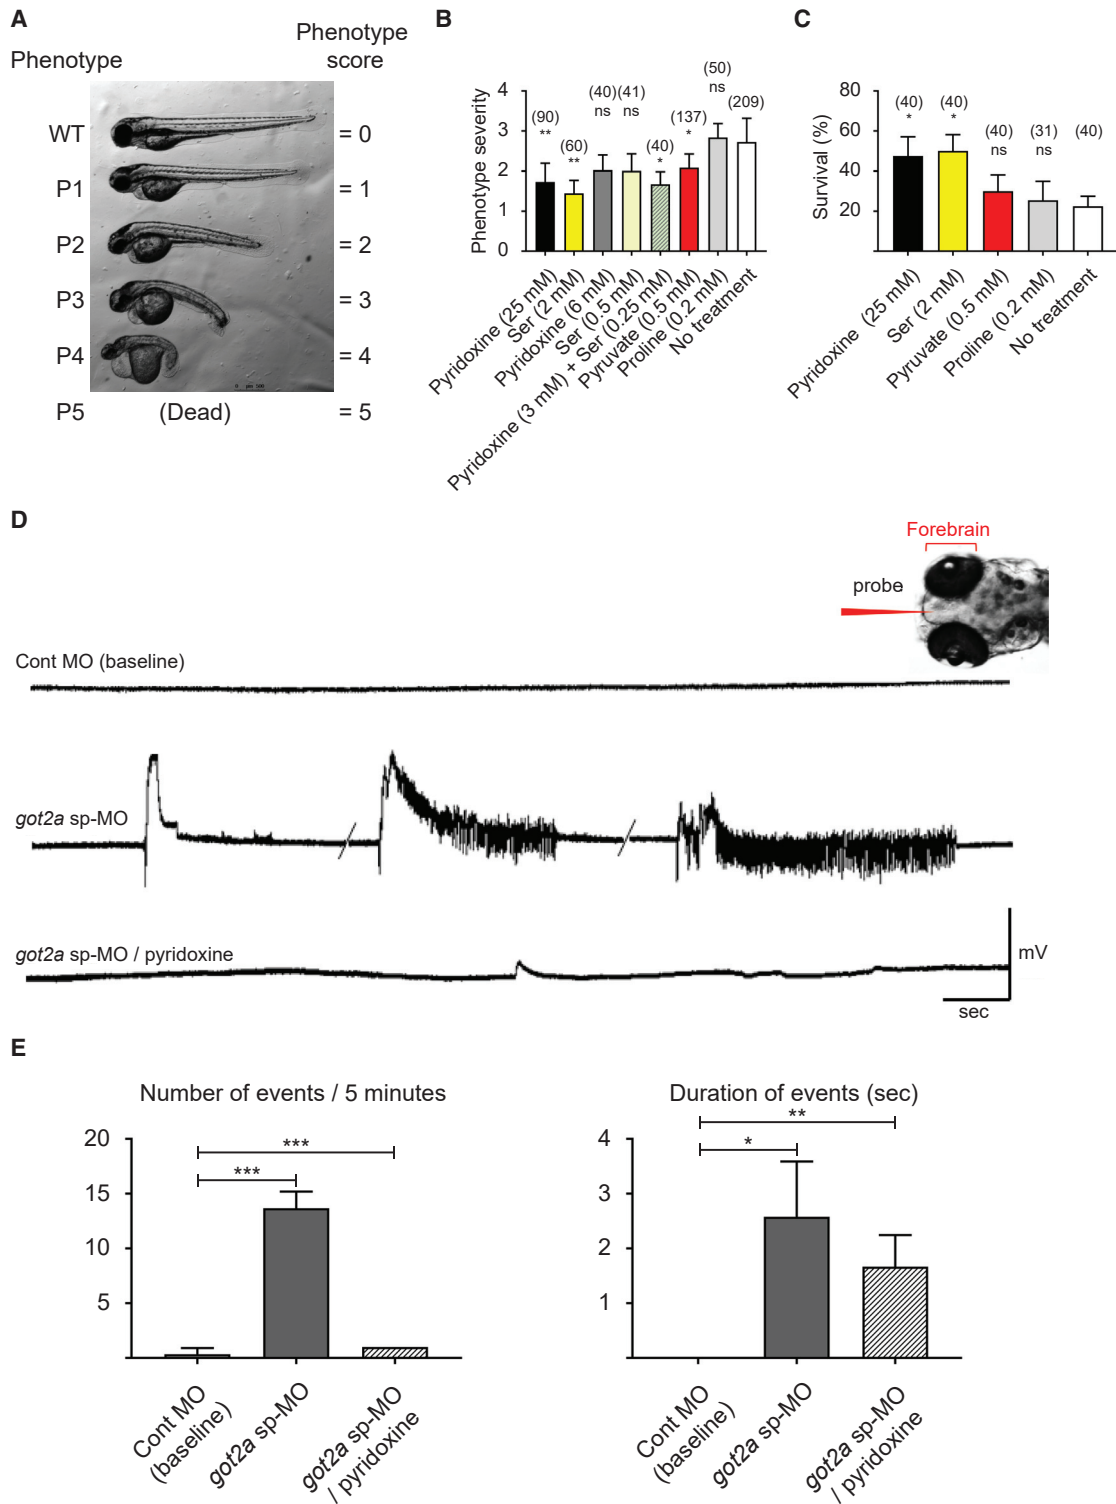 A
Phenotype
Phenotype
score
WT
= 0
P1
= 1
P2
= 2
P3
= 3
P4
= 4
P5
(Dead)
= 5
B
Phenotype severity
4
3
2
1
0
(90)
**
(60)
**
(40)
ns
(41)
ns
(40)
*
(137)
*
(50)
ns
(209)
Pyridoxine (25 mM)
Ser (2 mM)
Pyridoxine (6 mM)
Ser (0.5 mM)
Pyridoxine (3 mM) + Ser (0.25 mM)
Pyruvate (0.5 mM)
Proline (0.2 mM)
No treatment
C
Survival (%)
80
60
40
20
(40)
*
(40)
*
(40)
ns
(31)
ns
(40)
Pyridoxine (25 mM)
Ser (2 mM)
Pyruvate (0.5 mM)
Proline (0.2 mM)
No treatment
D
Forebrain
probe
Cont MO (baseline)
got2a sp-MO
got2a sp-MO / pyridoxine
mV
sec
E
Number of events / 5 minutes
20
15
10
5
***
***
Cont MO
(baseline)
got2a sp-MO
got2a sp-MO
/ pyridoxine
Duration of events (sec)
4
3
2
1
**
*
Cont MO
(baseline)
got2a sp-MO
got2a sp-MO
/ pyridoxine